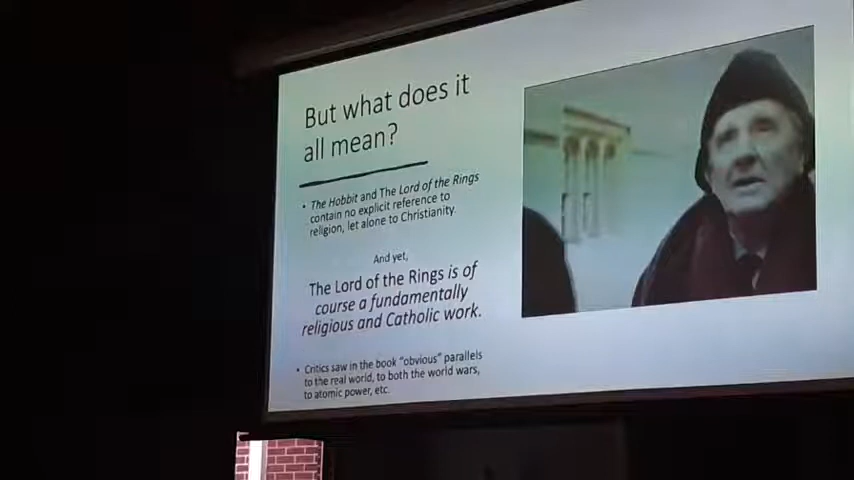 But what does it
all mean?
• The Hobbit and The Lord of the Rings
contain no explicit reference to
religion, let alone to Christianity.
And yet,
The Lord of the Rings is of
course a fundamentally
religious and Catholic work.
• Critics saw in the book “obvious” parallels
to the real world, to both the world wars,
to atomic power, etc.